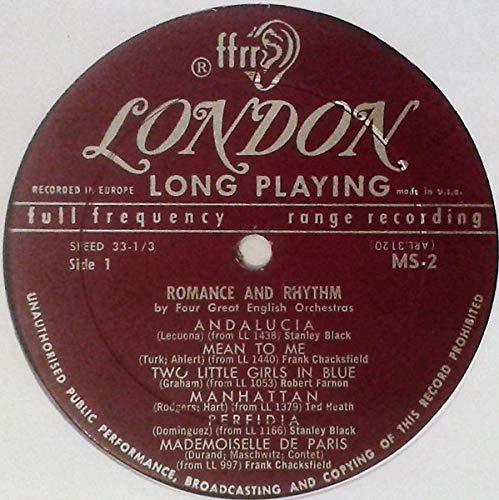 ffrr
®
LONDON
RECORDED IN EUROPE LONG PLAYING made in u.s.a.
full frequency range recording
SPEED 33-1/3 (ARL.3120)
Side 1 MS-2
ROMANCE AND RHYTHM
by Four Great English Orchestras
ANDALUCIA
(Lecuona) (from LL 1438) Stanley Black
MEAN TO ME
(Turk; Ahlert) (from LL 1440) Frank Chacksfield
TWO LITTLE GIRLS IN BLUE
(Graham) (from LL 1053) Robert Farnon
MANHATTAN
(Rodgers; Hart) (from LL 1379) Ted Heath
PERFIDIA
(Dominguez) (from LL 1166) Stanley Black
MADEMOISELLE DE PARIS
(Durand; Maschwitz; Contet)
(from LL 997) Frank Chacksfield
UNAUTHORISED PUBLIC PERFORMANCE, BROADCASTING AND COPYING OF THIS RECORD PROHIBITED